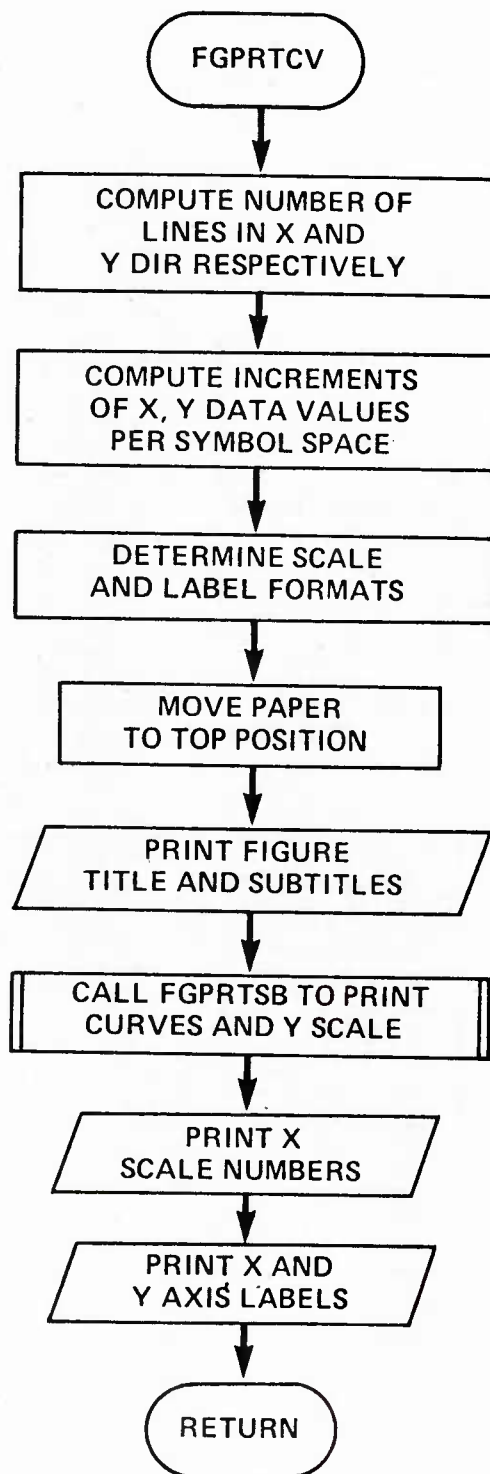 FGPRTCV
COMPUTE NUMBER OF
LINES IN X AND
Y DIR RESPECTIVELY
COMPUTE INCREMENTS
OF X, Y DATA VALUES
PER SYMBOL SPACE
DETERMINE SCALE
AND LABEL FORMATS
MOVE PAPER
TO TOP POSITION
PRINT FIGURE
TITLE AND SUBTITLES
CALL FGPRTSB TO PRINT
CURVES AND Y SCALE
PRINT X
SCALE NUMBERS
PRINT X AND
Y AXIS LABELS
RETURN